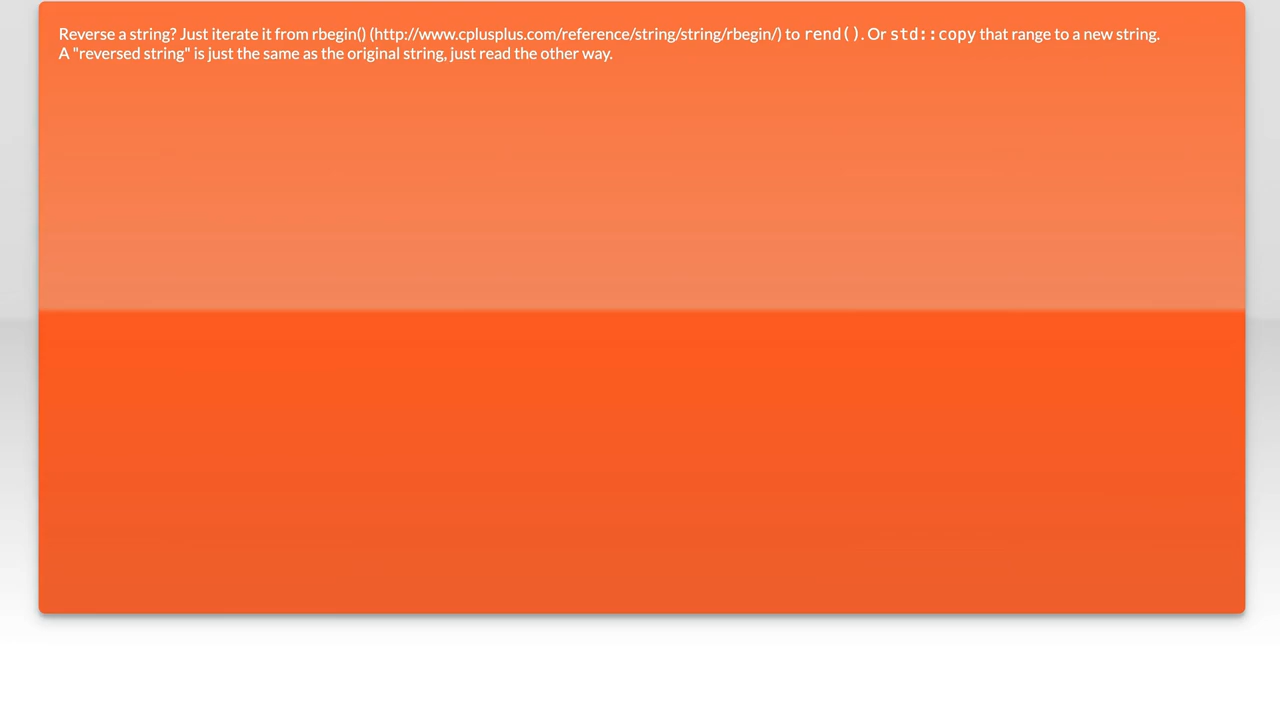 Reverse a string? Just iterate it from rbegin() (http://www.cplusplus.com/reference/string/string/rbegin/) to rend(). Or std::copy that range to a new string.
A "reversed string" is just the same as the original string, just read the other way.